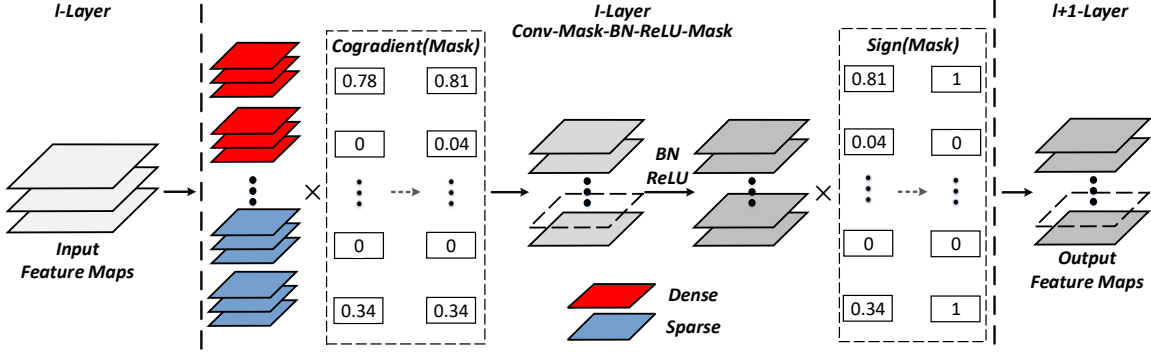 l-Layer
l-Layer
Conv-Mask-BN-ReLU-Mask
l+1-Layer
Cogradient(Mask)
0.78 0.81
0 0.04
0 0
0.34 0.34
BN
ReLU
Sign(Mask)
0.81 1
0.04 0
0 0
0.34 1
Input
Feature Maps
Dense
Sparse
Output
Feature Maps